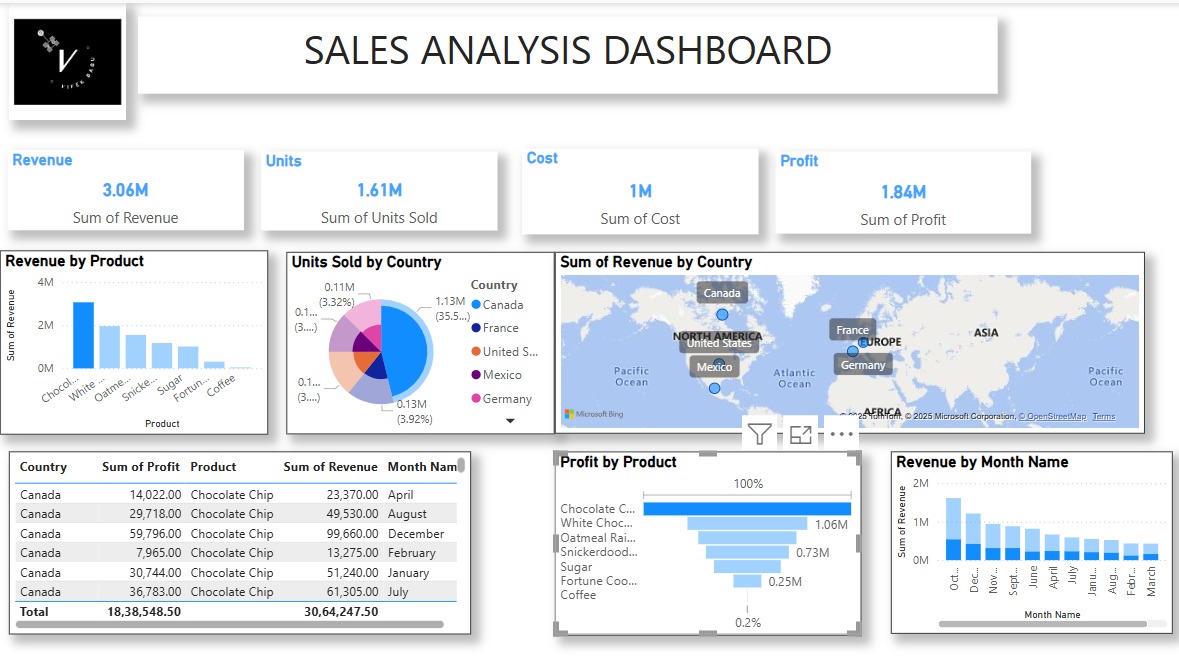 V
VIVEK BABU
SALES ANALYSIS DASHBOARD
Revenue
3.06M
Sum of Revenue
Units
1.61M
Sum of Units Sold
Cost
1M
Sum of Cost
Profit
1.84M
Sum of Profit
Revenue by Product
Sum of Revenue
4M
2M
0M
Chocol...
White ...
Oatme...
Snicke...
Sugar
Fortun...
Coffee
Product
Units Sold by Country
0.11M
(3.32%)
0.1...
(3....)
0.1...
(3....)
1.13M
(35.5...)
0.13M
(3.92%)
Country
Canada
France
United S...
Mexico
Germany
Sum of Revenue by Country
Canada
NORTH AMERICA
United States
Mexico
France
EUROPE
Germany
ASIA
AFRICA
Pacific
Ocean
Atlantic
Ocean
Pacific
Ocean
Microsoft Bing
© 2025 TomTom, © 2025 Microsoft Corporation, © OpenStreetMap Terms
Country Sum of Profit Product Sum of Revenue Month Nam
Canada 14,022.00 Chocolate Chip 23,370.00 April
Canada 29,718.00 Chocolate Chip 49,530.00 August
Canada 59,796.00 Chocolate Chip 99,660.00 December
Canada 7,965.00 Chocolate Chip 13,275.00 February
Canada 30,744.00 Chocolate Chip 51,240.00 January
Canada 36,783.00 Chocolate Chip 61,305.00 July
Total 18,38,548.50 30,64,247.50
Profit by Product
100%
Chocolate C...
White Choc... 1.06M
Oatmeal Rai...
Snickerdood... 0.73M
Sugar
Fortune Coo... 0.25M
Coffee
0.2%
Revenue by Month Name
Sum of Revenue
2M
1M
0M
Oct...
Dec...
Nov...
Sept...
June
April
July
Janu...
Aug...
Febr...
March
Month Name